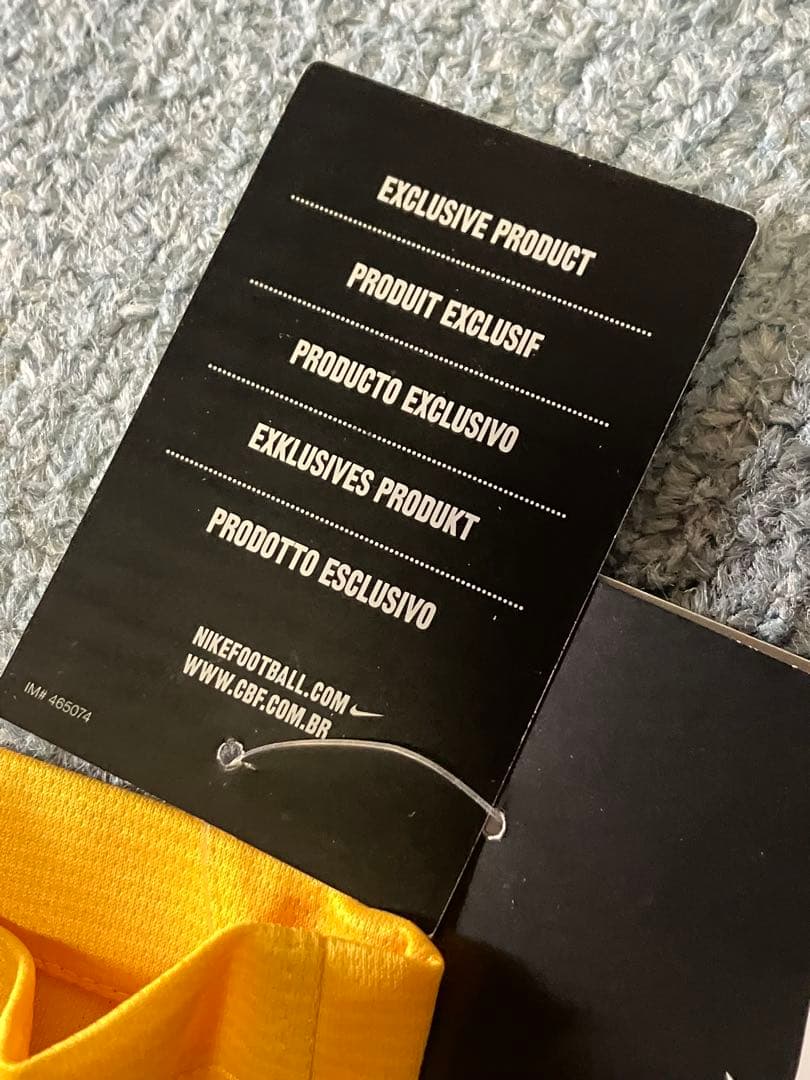 EXCLUSIVE PRODUCT
PRODUIT EXCLUSIF
PRODUCTO EXCLUSIVO
EXKLUSIVES PRODUKT
PRODOTTO ESCLUSIVO
NIKEFOOTBALL.COM
WWW.CBF.COM.BR
IM# 465074